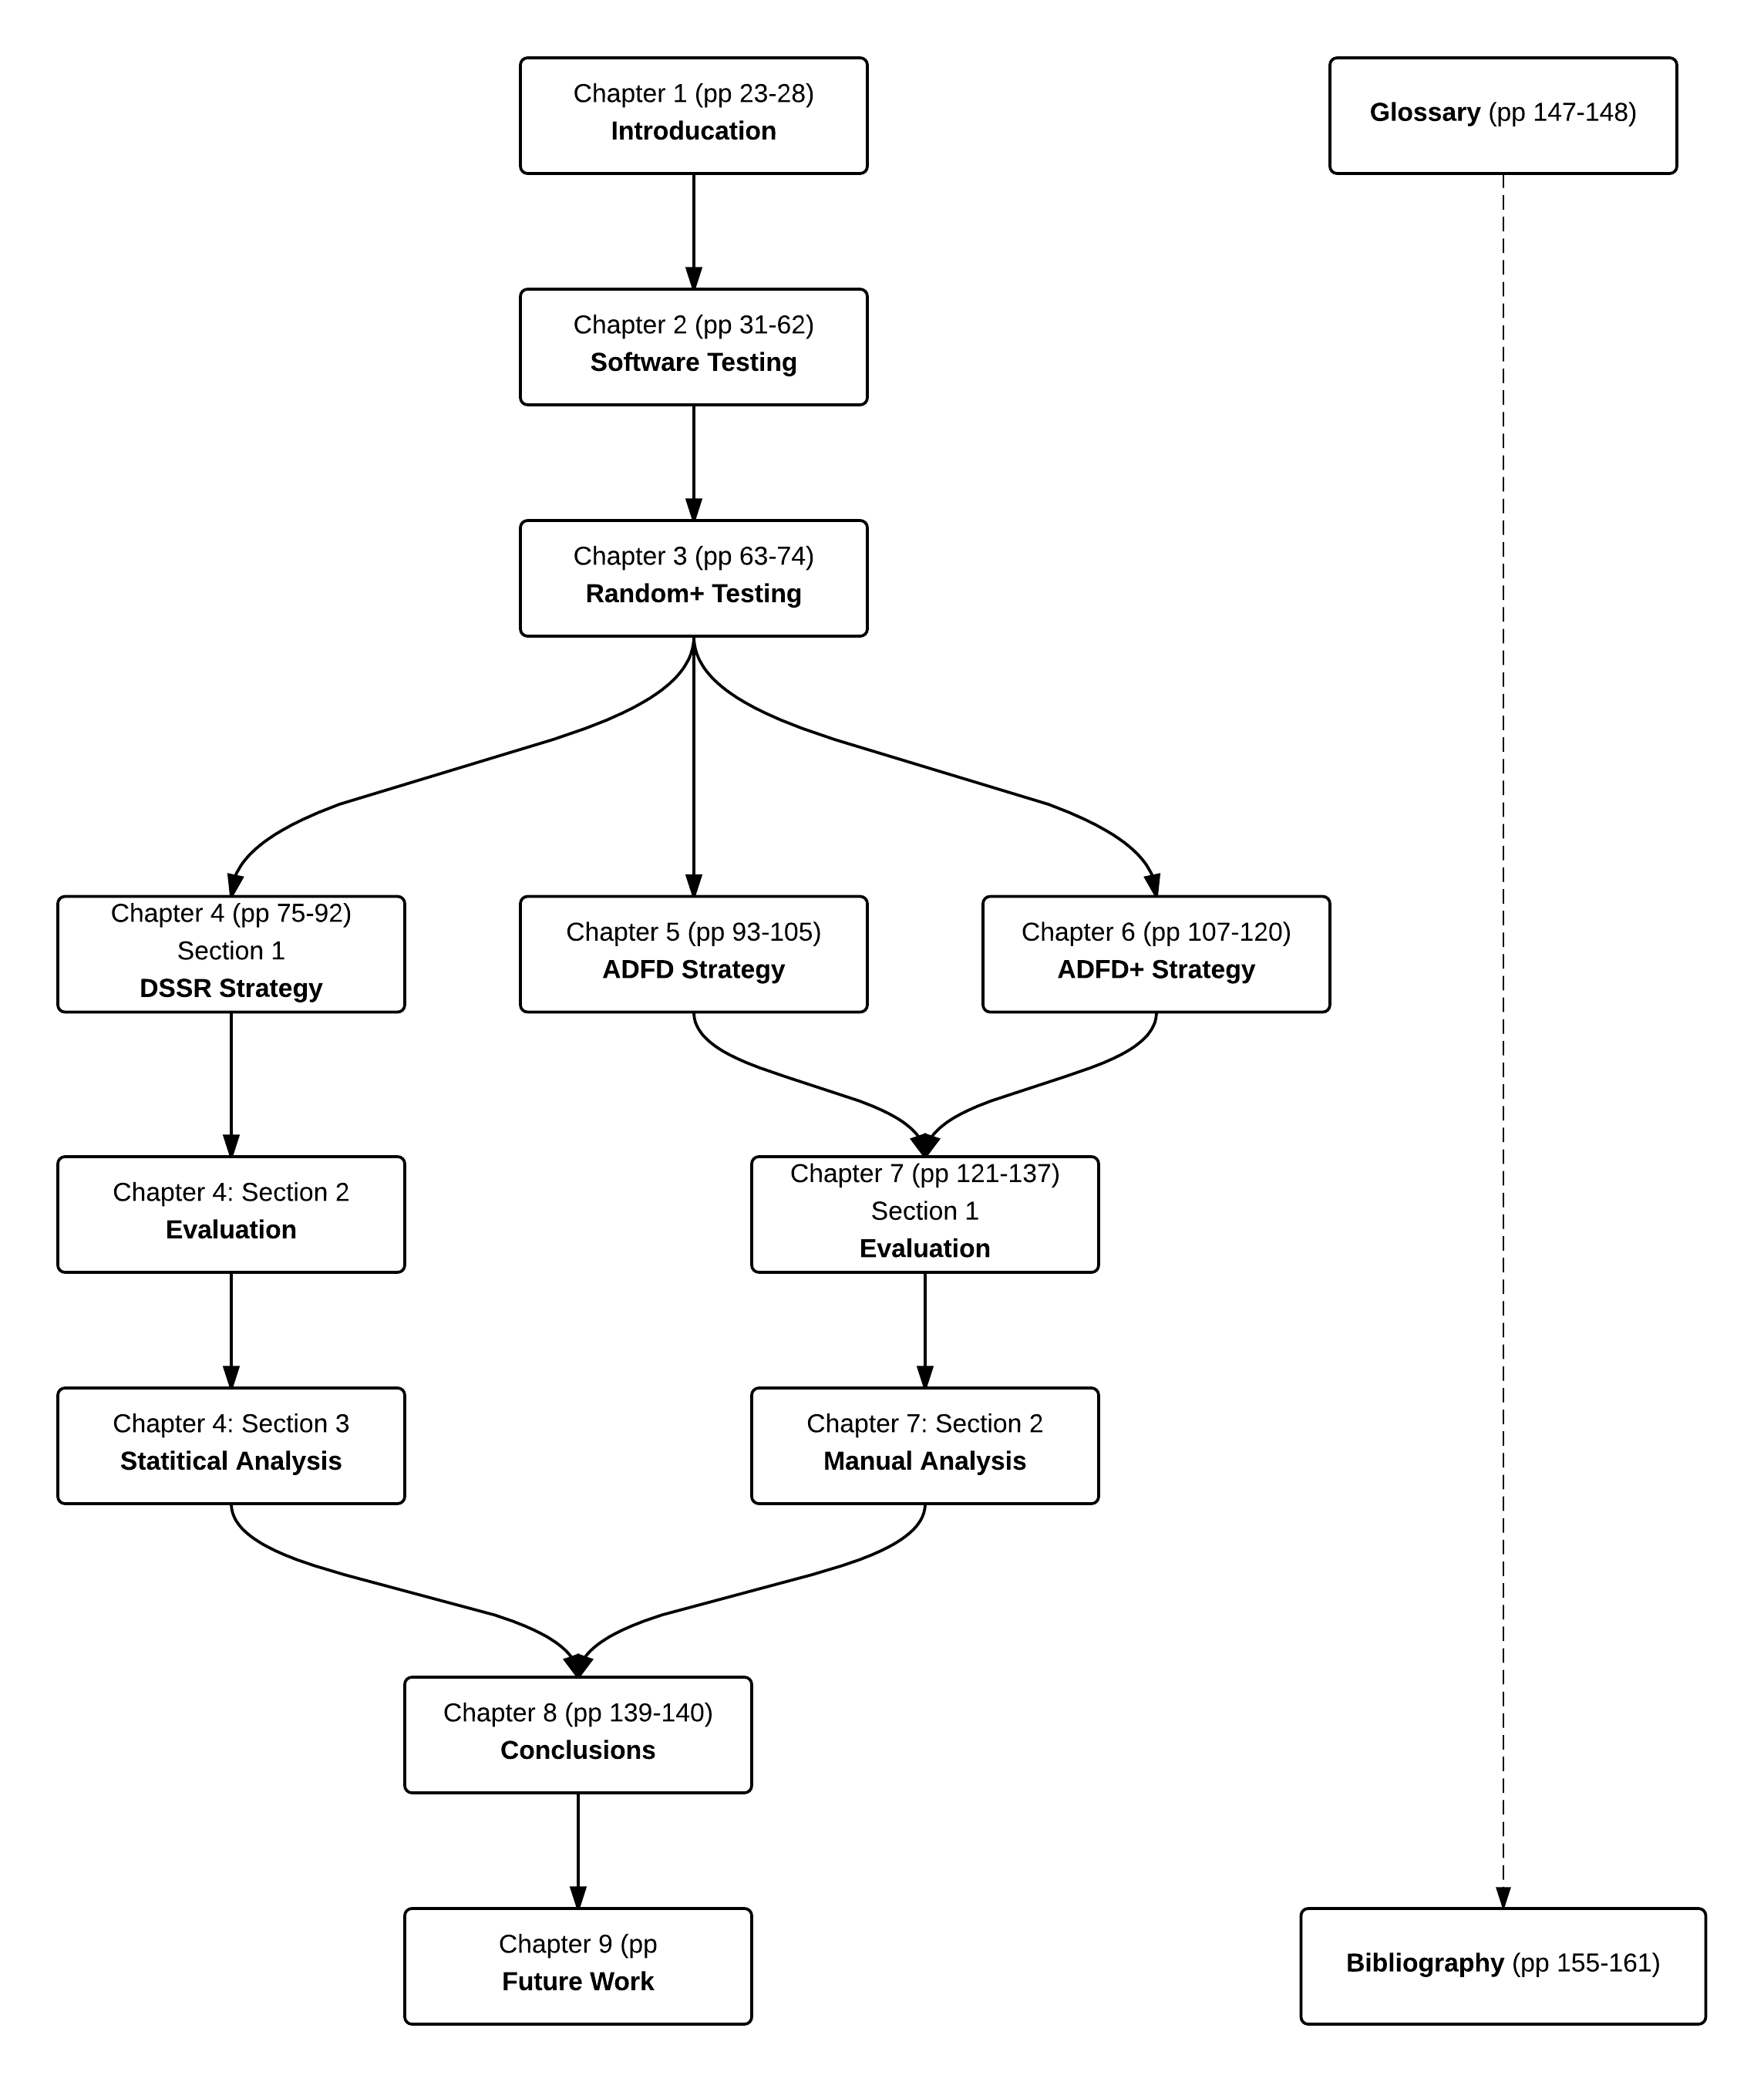 Chapter 1 (pp 23-28)
Introducation
Glossary (pp 147-148)
Chapter 2 (pp 31-62)
Software Testing
Chapter 3 (pp 63-74)
Random+ Testing
Chapter 4 (pp 75-92)
Section 1
DSSR Strategy
Chapter 5 (pp 93-105)
ADFD Strategy
Chapter 6 (pp 107-120)
ADFD+ Strategy
Chapter 4: Section 2
Evaluation
Chapter 7 (pp 121-137)
Section 1
Evaluation
Chapter 4: Section 3
Statitical Analysis
Chapter 7: Section 2
Manual Analysis
Chapter 8 (pp 139-140)
Conclusions
Chapter 9 (pp
Future Work
Bibliography (pp 155-161)